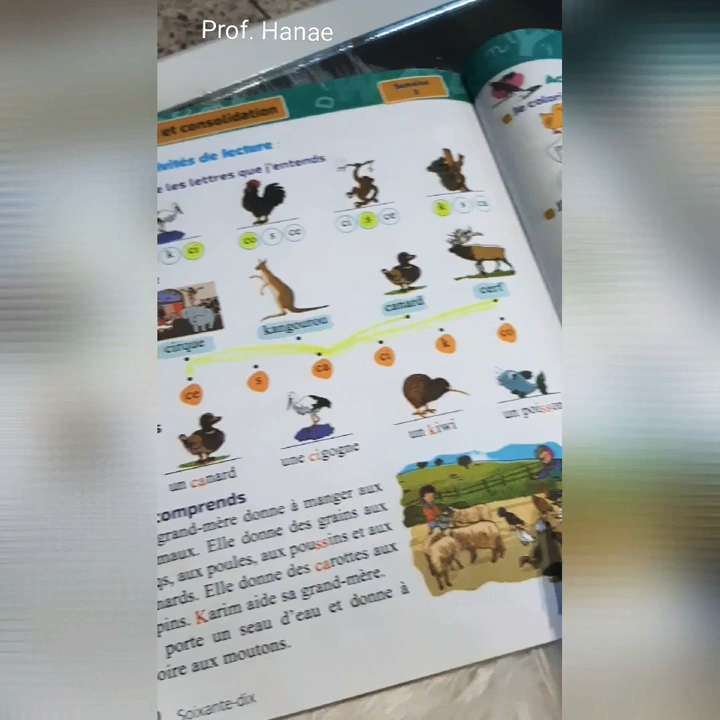 Prof. Hanae
Semaine
et consolidation
ivités de lecture :
e les lettres que j'entends
k ci
co s ce
ci s ce
k s ca
cirque
kangourou
canard
cerf
ce s ca ci k co
un canard
une cigogne
un kiwi
un poisson
comprends
grand-mère donne à manger aux
maux. Elle donne des grains aux
qs, aux poules, aux poussins et aux
nards. Elle donne des carottes aux
pins. Karim aide sa grand-mère.
porte un seau d'eau et donne à
oire aux moutons.
Soixante-dix